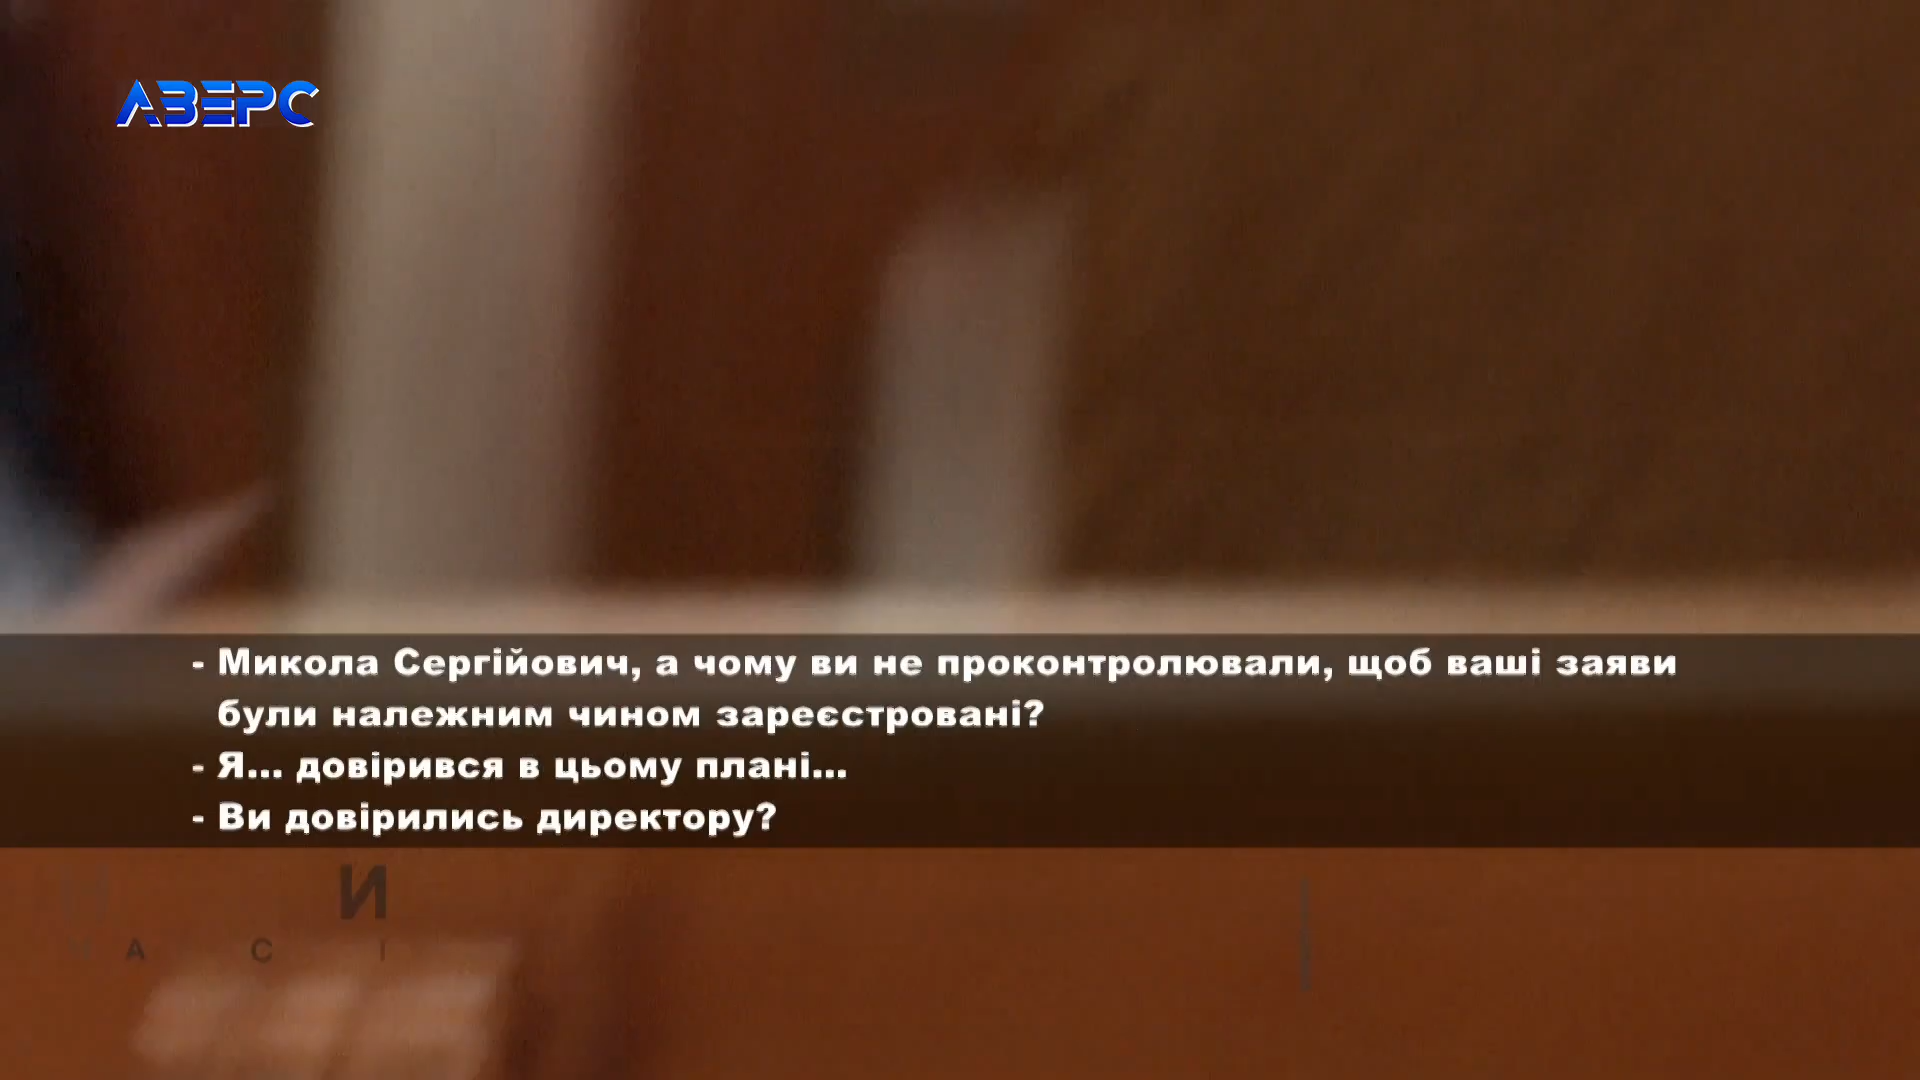 АВЕРС
- Микола Сергійович, а чому ви не проконтролювали, щоб ваші заяви
були належним чином зареєстровані?
- Я... довірився в цьому плані...
- Ви довірились директору?